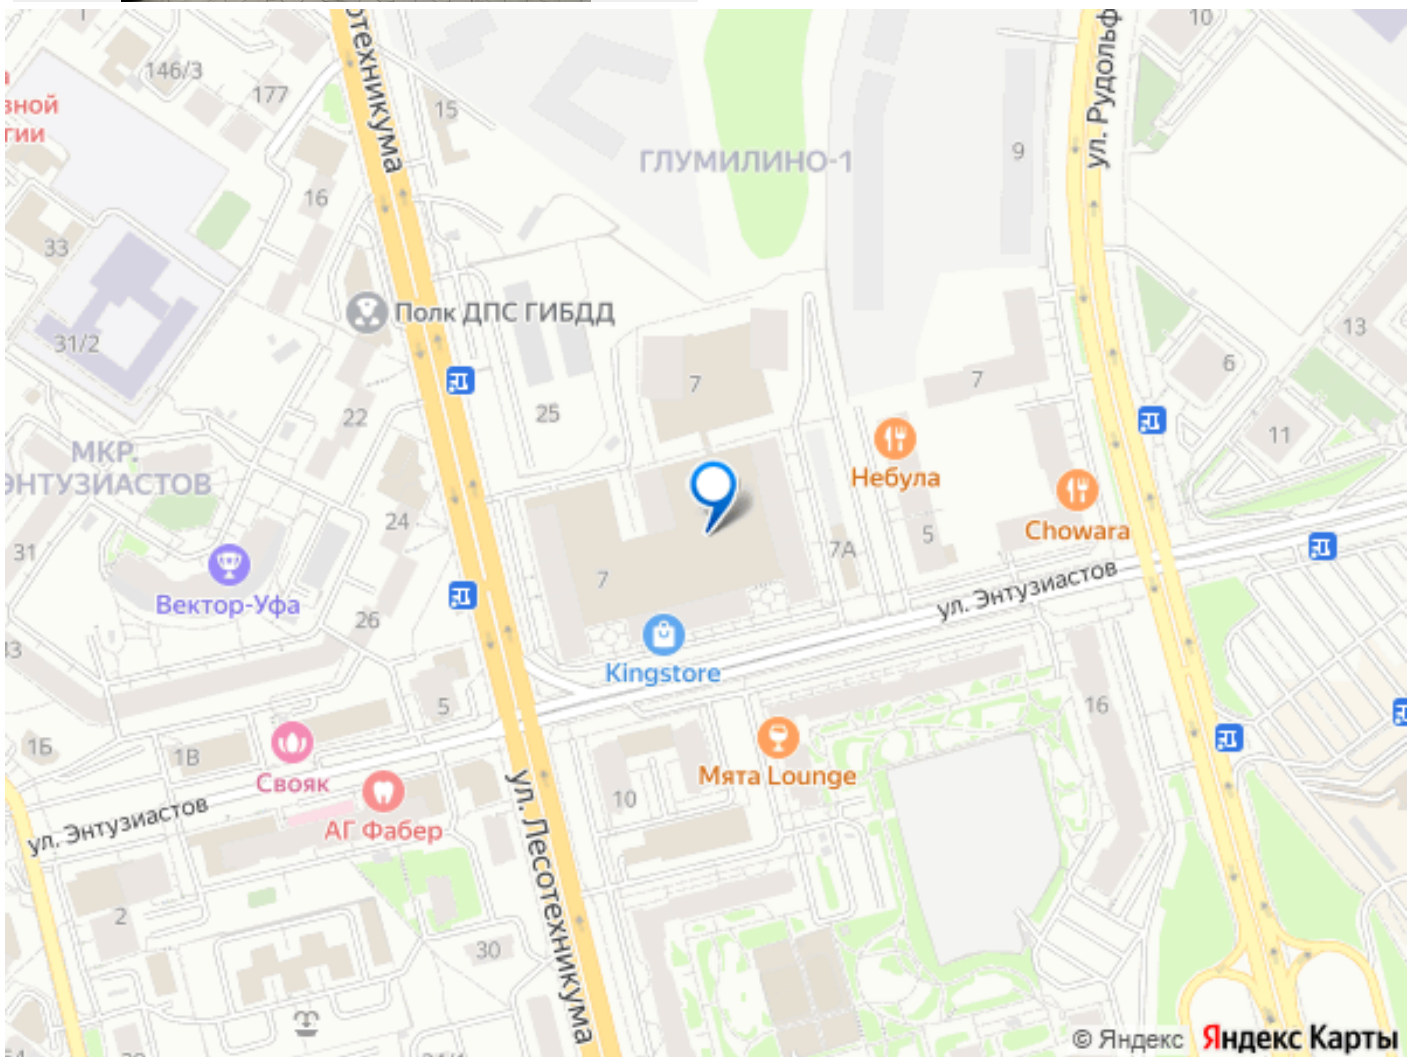 10
146/3
177
15
ул. Рудольф
отехникума
вной
гии
ГЛУМИЛИНО-1
9
16
33
Полк ДПС ГИБДД
31/2
13
6
7
7
25
22
11
МКР.
ЭНТУЗИАСТОВ
Небула
24
Chowara
31
7А
5
7
ул. Энтузиастов
Вектор-Уфа
26
Kingstore
33
5
16
1Б
1В
Свояк
Мята Lounge
ул. Энтузиастов
АГ Фабер
10
ул. Лесотехникума
2
30
© Яндекс Яндекс Карты